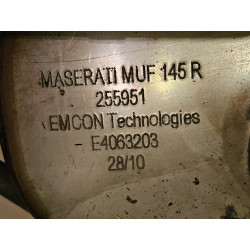 MASERATI MUF 145 R
255951
EMCON Technologies
- E4063203
28/10